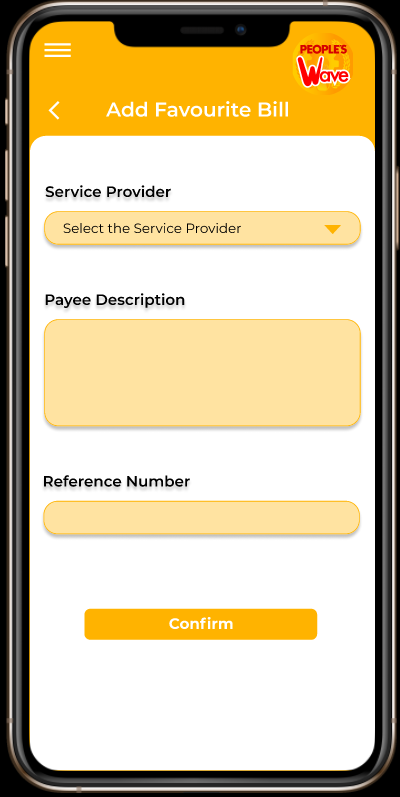 PEOPLE'S
Wave
Add Favourite Bill
Service Provider
Select the Service Provider
Payee Description
Reference Number
Confirm